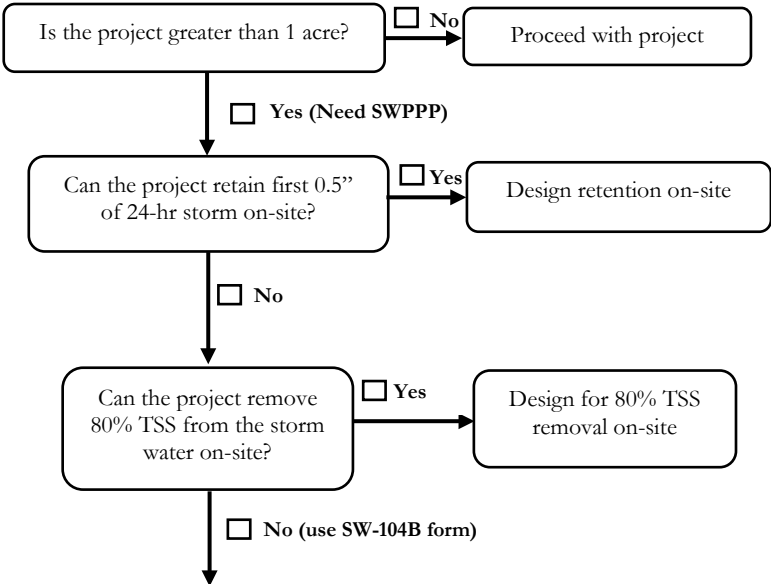 Is the project greater than 1 acre?
No
Proceed with project
Yes (Need SWPPP)
Can the project retain first 0.5”
of 24-hr storm on-site?
Yes
Design retention on-site
No
Can the project remove
80% TSS from the storm
water on-site?
Yes
Design for 80% TSS
removal on-site
No (use SW-104B form)